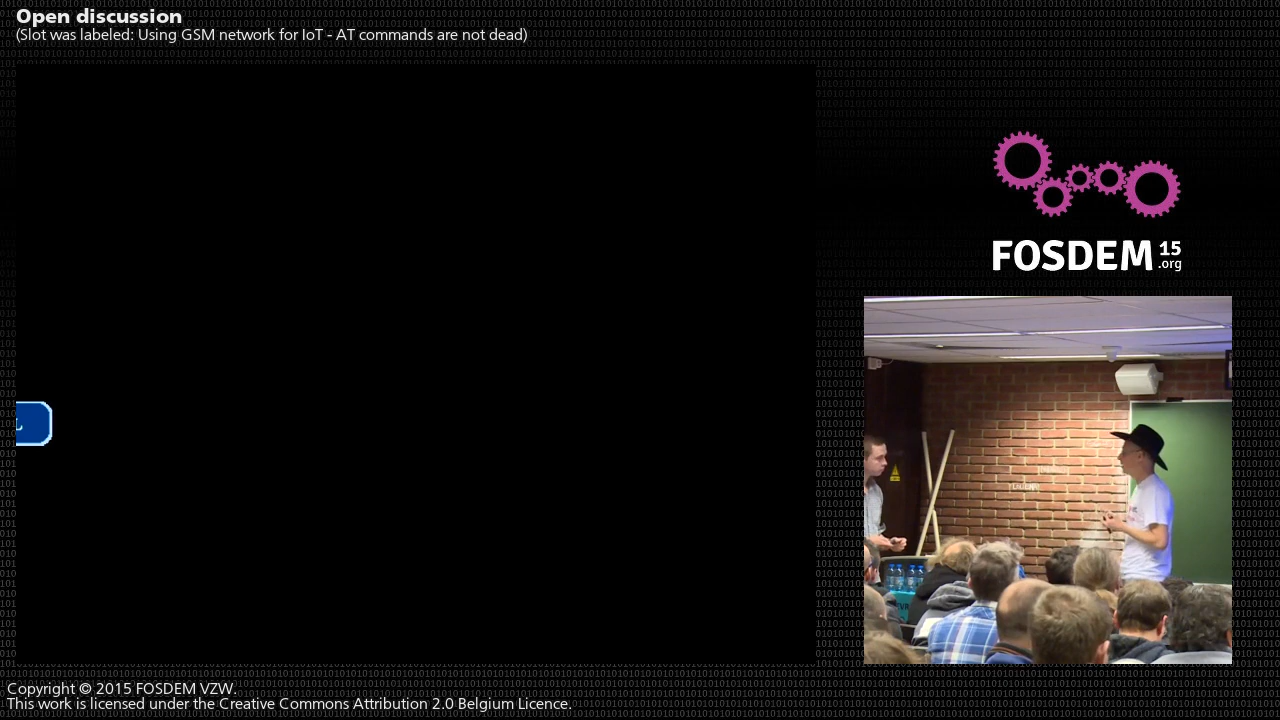 Open discussion
(Slot was labeled: Using GSM network for IoT - AT commands are not dead)
FOSDEM 15
.org
Copyright © 2015 FOSDEM VZW.
This work is licensed under the Creative Commons Attribution 2.0 Belgium Licence.